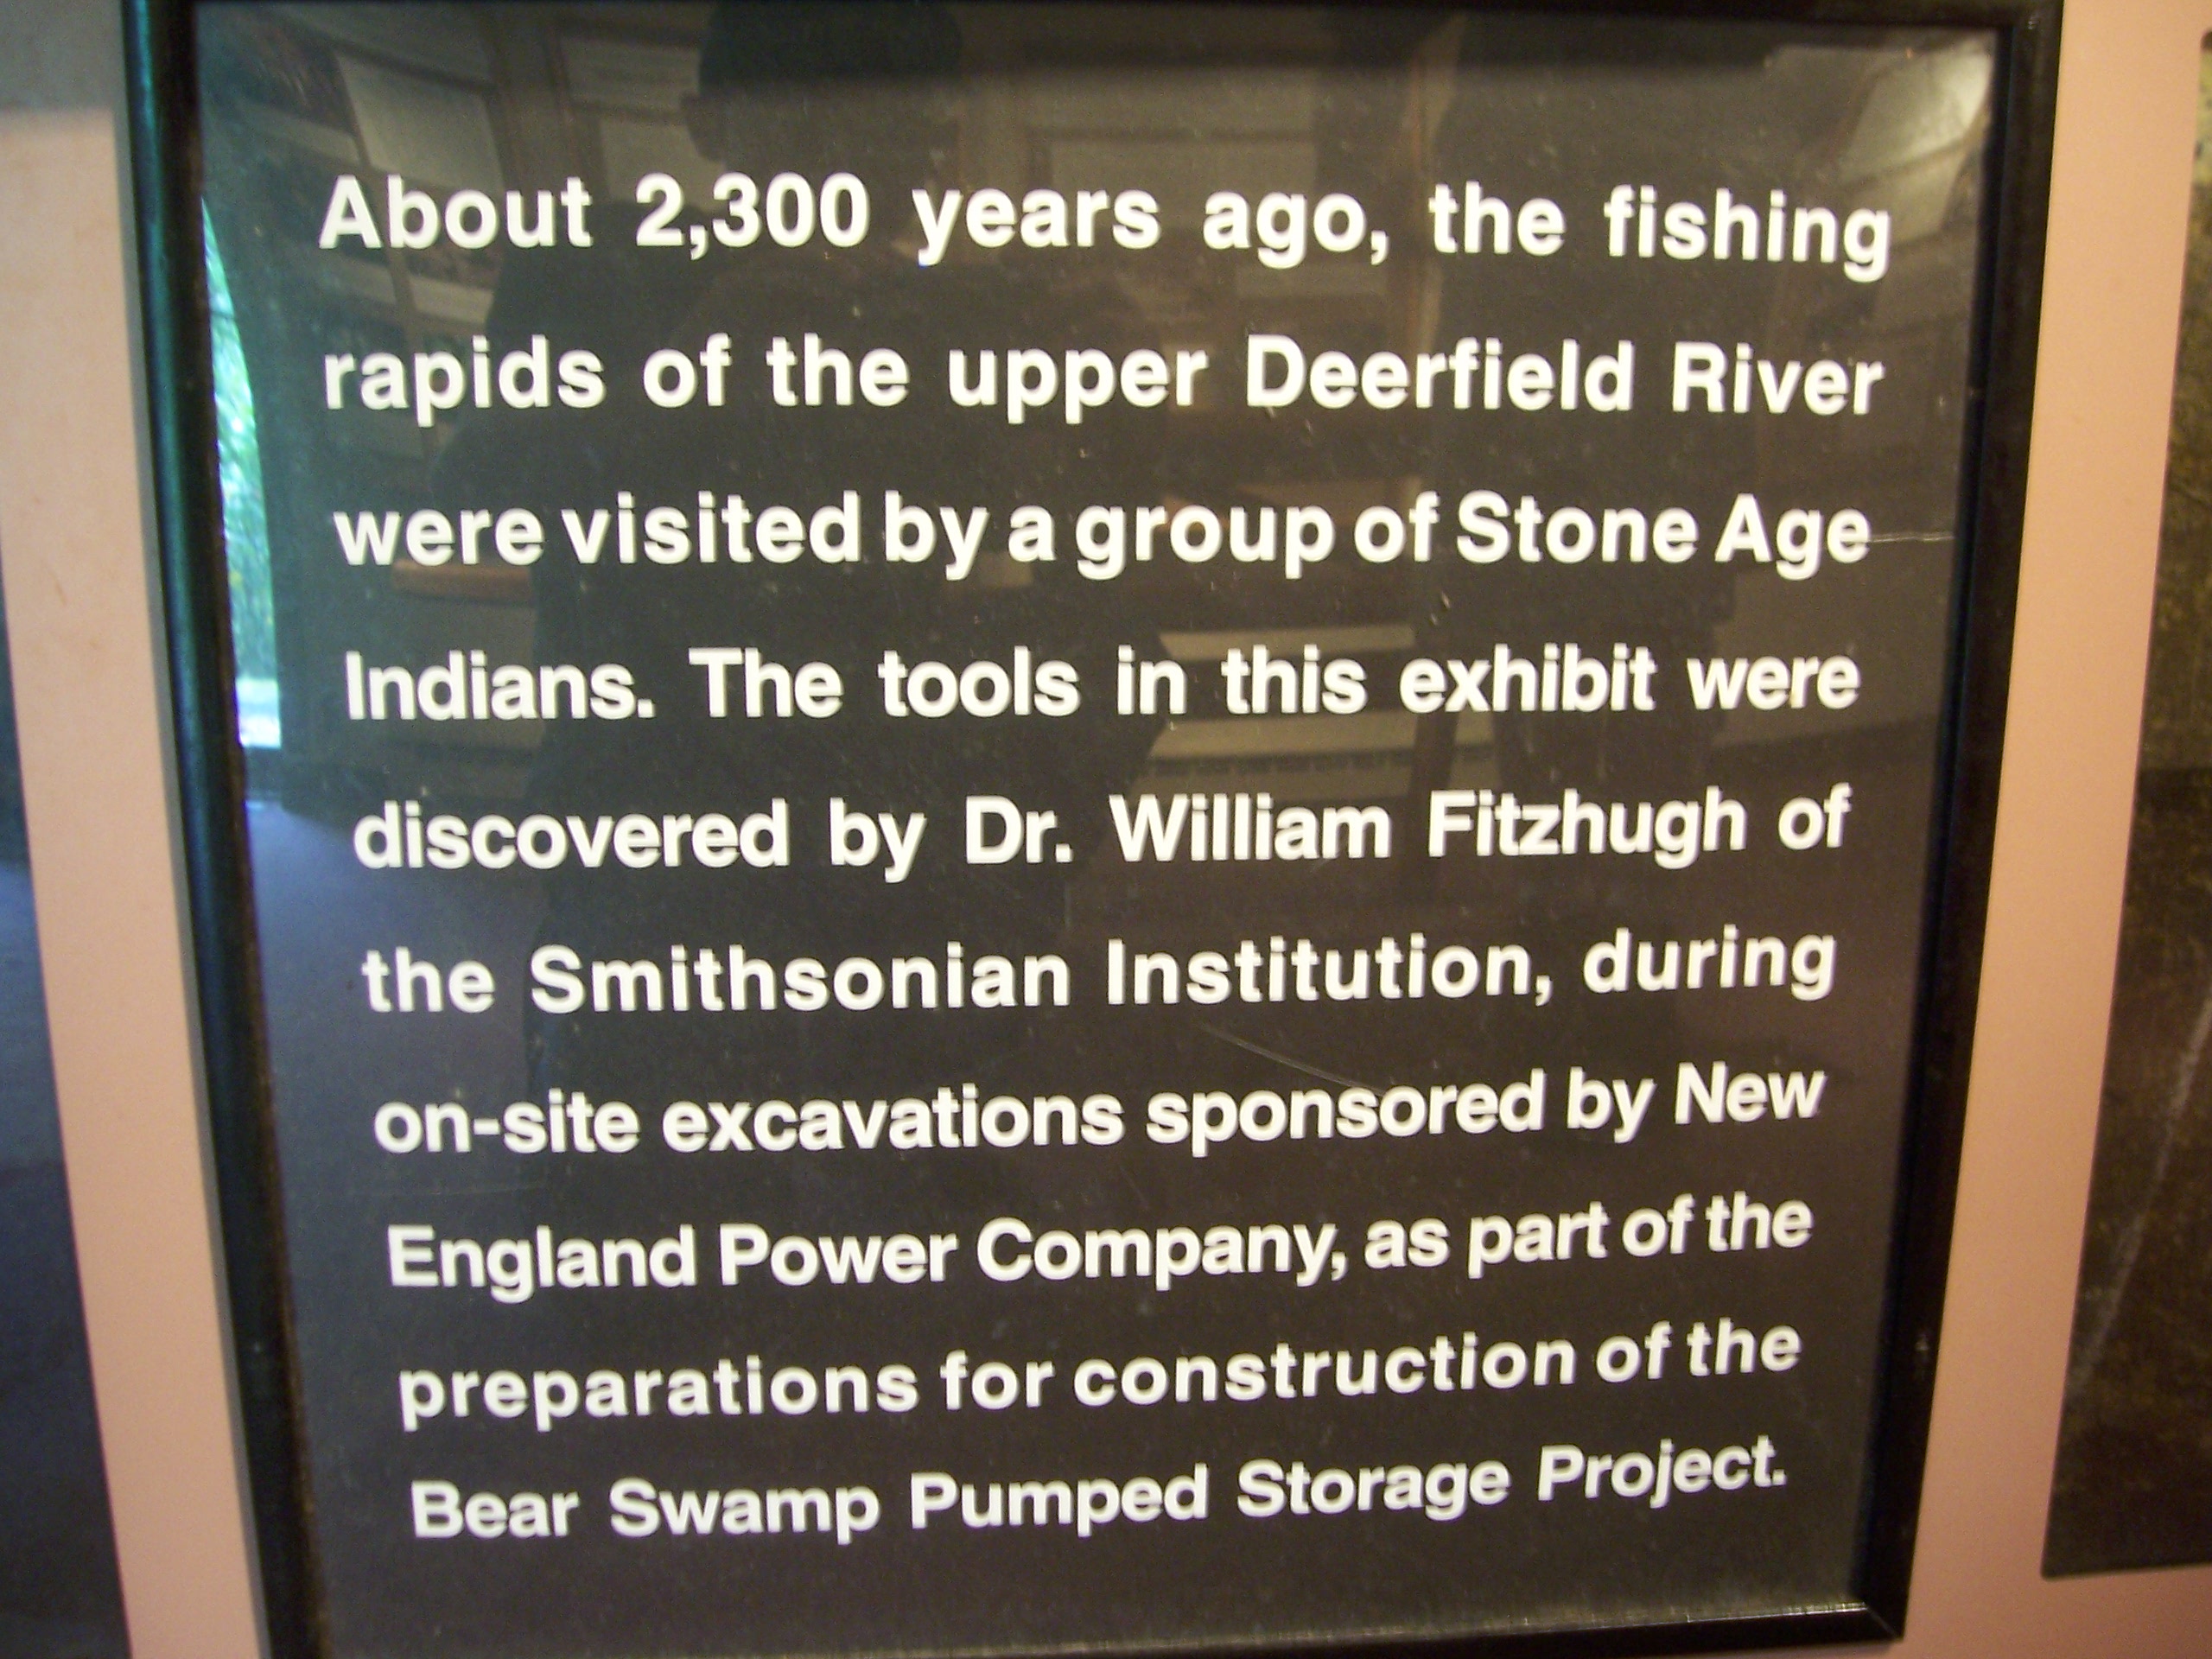 About 2,300 years ago, the fishing
rapids of the upper Deerfield River
were visited by a group of Stone Age
Indians. The tools in this exhibit were
discovered by Dr. William Fitzhugh of
the Smithsonian Institution, during
on-site excavations sponsored by New
England Power Company, as part of the
preparations for construction of the
Bear Swamp Pumped Storage Project.